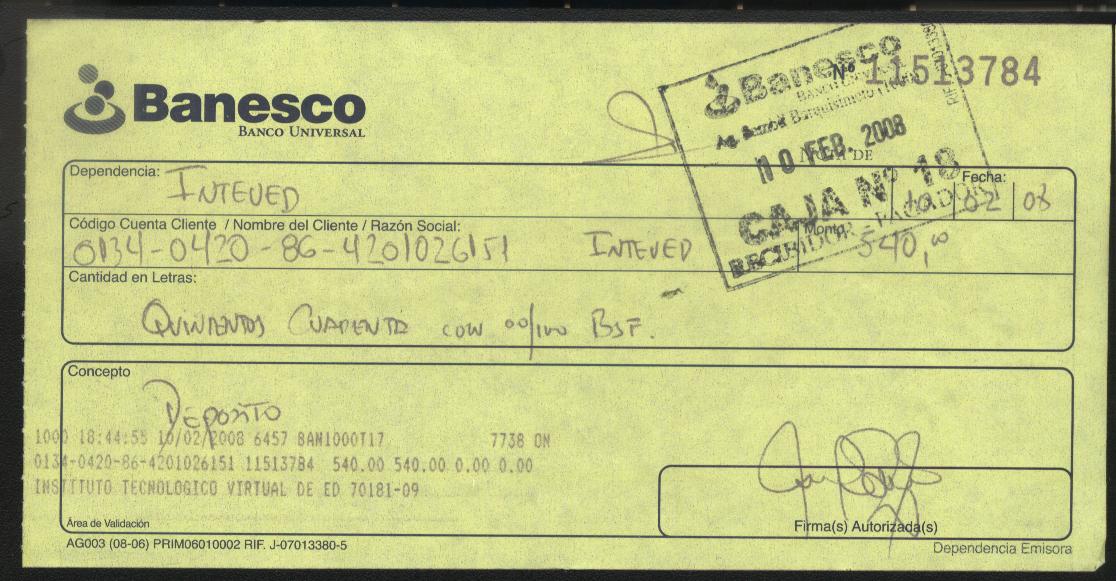 Banesco
BANCO UNIVERSAL
Nº 11513784
Banesco
10 FEB. 2008
DE
CAJA Nº 18
RECIBIDOR - PAGADOR
Dependencia: INTEVED
Fecha: 10 02 08
Código Cuenta Cliente / Nombre del Cliente / Razón Social:
0134-0420-86-4201026151 INTEVED
Monto 540,00
Cantidad en Letras:
QUINIENTOS CUARENTA CON 00/100 BSF.
Concepto
DEPOSITO
1000 18:44:55 10/02/2008 6457 BAN1000T17 7738 ON
0134-0420-86-4201026151 11513784 540.00 540.00 0.00 0.00
INSTITUTO TECNOLOGICO VIRTUAL DE ED 70181-09
Área de Validación
Firma(s) Autorizada(s)
AG003 (08-06) PRIM06010002 RIF. J-07013380-5
Dependencia Emisora